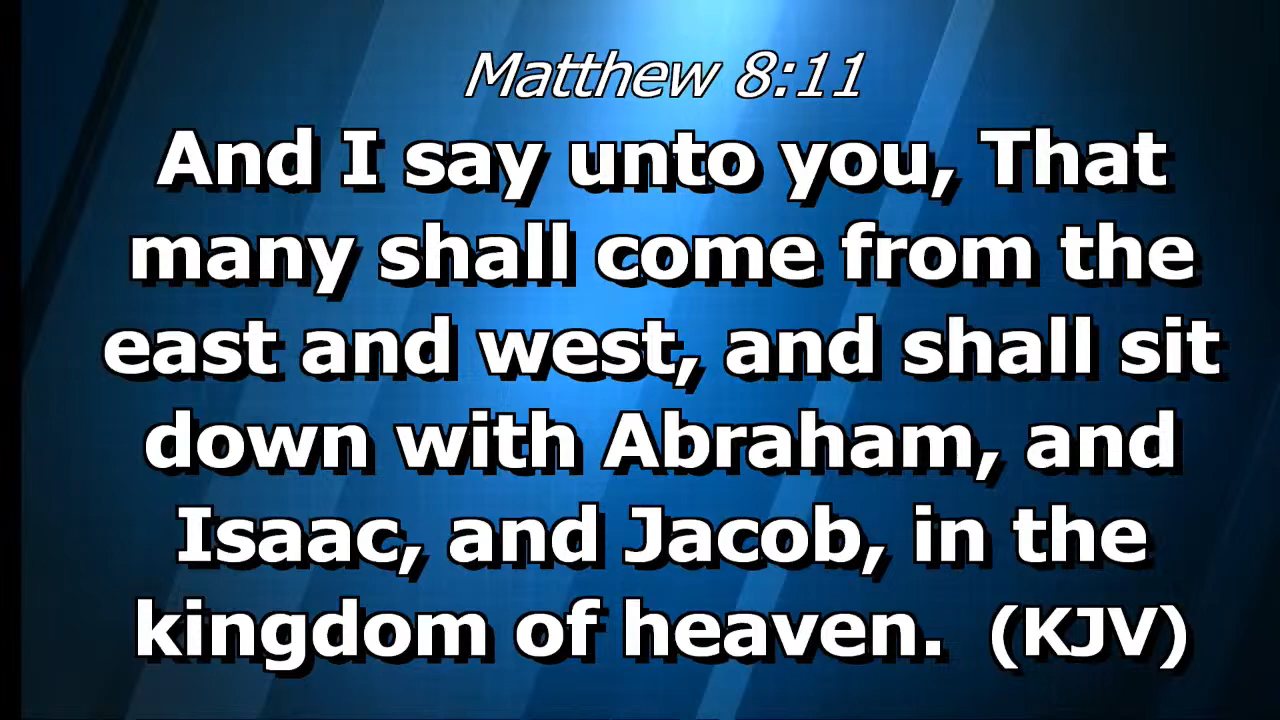 Matthew 8:11
And I say unto you, That
many shall come from the
east and west, and shall sit
down with Abraham, and
Isaac, and Jacob, in the
kingdom of heaven. (KJV)